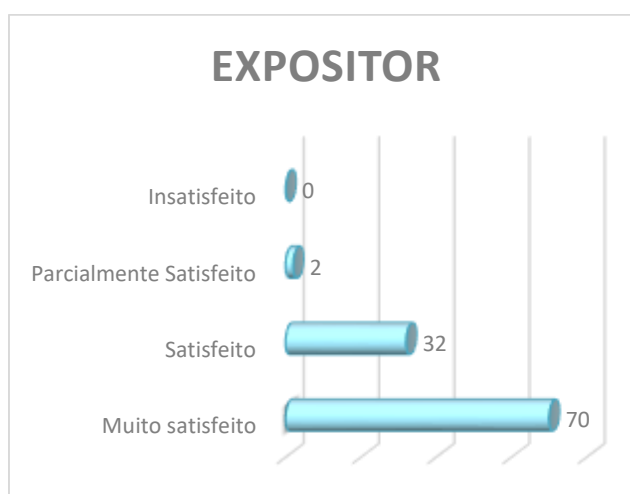 EXPOSITOR
Insatisfeito 0
Parcialmente Satisfeito 2
Satisfeito 32
Muito satisfeito 70